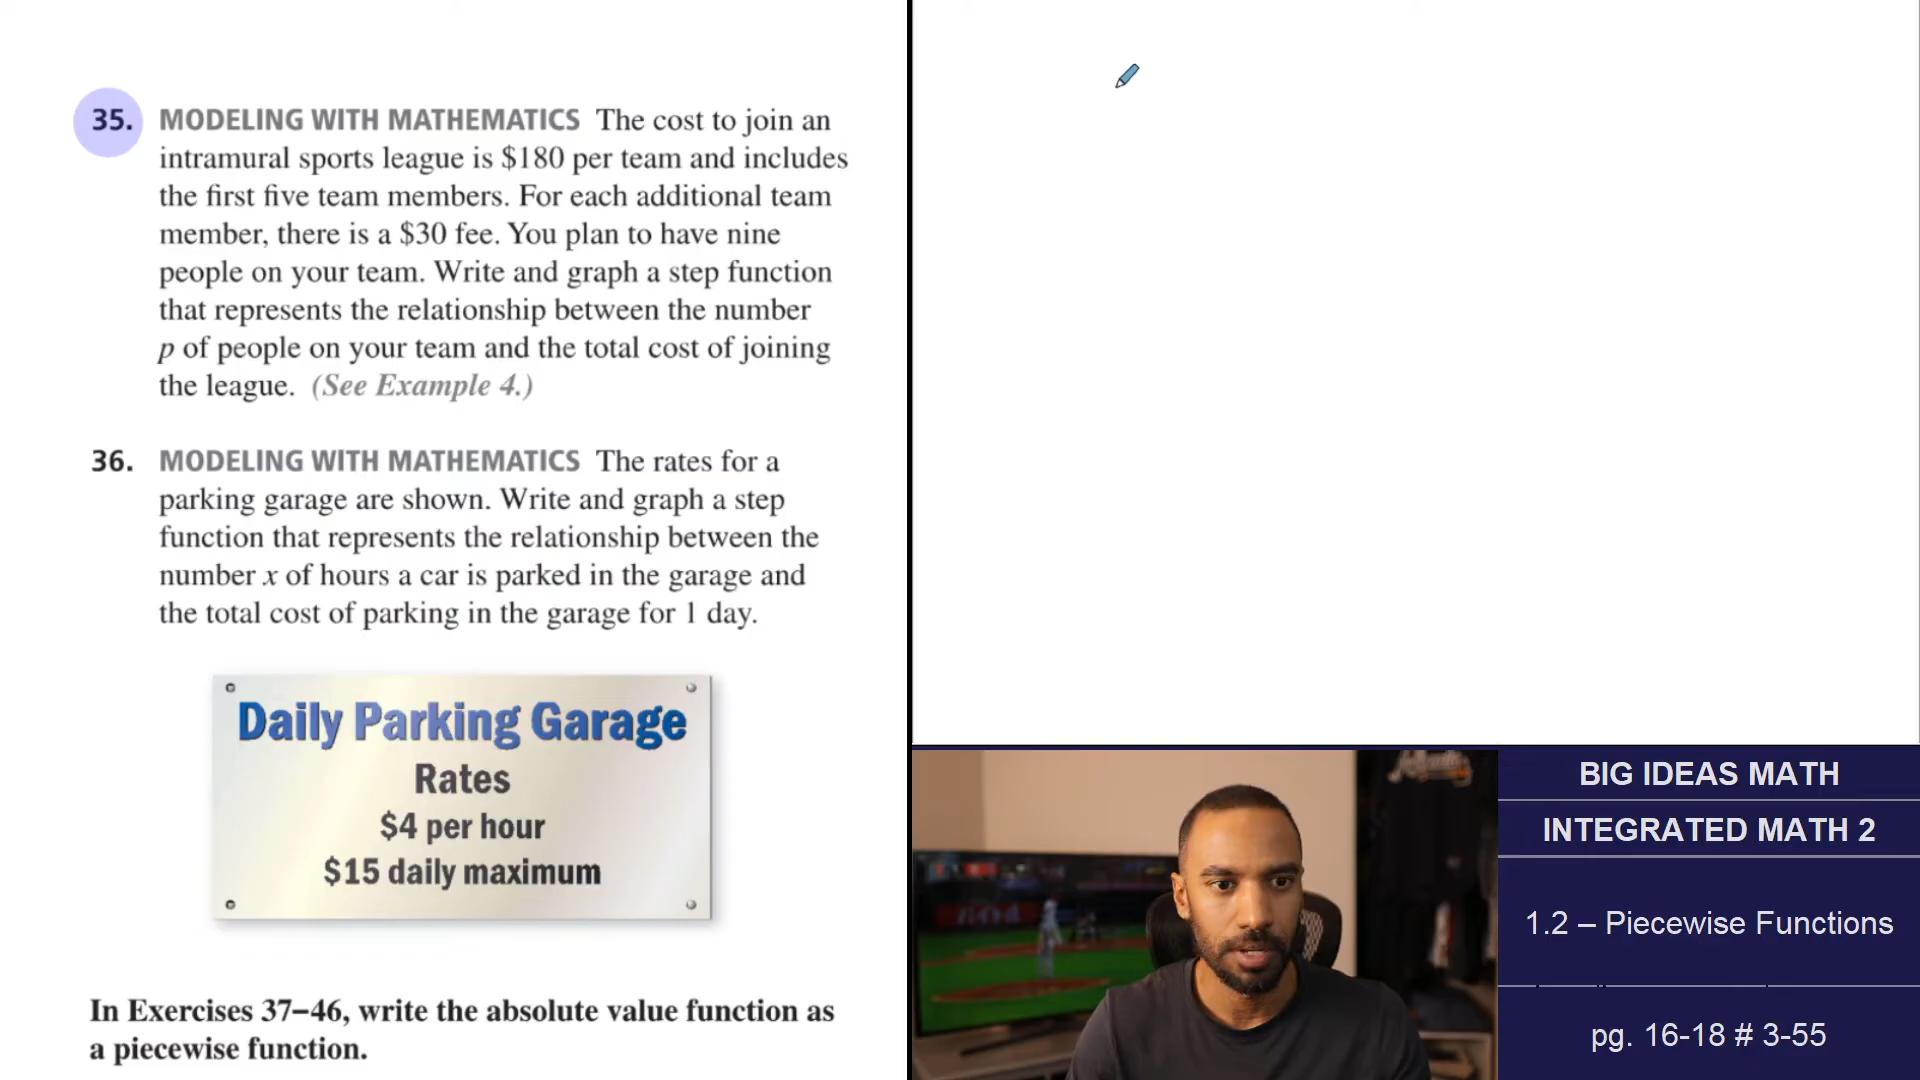 35. MODELING WITH MATHEMATICS The cost to join an
intramural sports league is $180 per team and includes
the first five team members. For each additional team
member, there is a $30 fee. You plan to have nine
people on your team. Write and graph a step function
that represents the relationship between the number
p of people on your team and the total cost of joining
the league. (See Example 4.)
36. MODELING WITH MATHEMATICS The rates for a
parking garage are shown. Write and graph a step
function that represents the relationship between the
number x of hours a car is parked in the garage and
the total cost of parking in the garage for 1 day.
Daily Parking Garage
Rates
$4 per hour
$15 daily maximum
In Exercises 37–46, write the absolute value function as
a piecewise function.
BIG IDEAS MATH
INTEGRATED MATH 2
1.2 – Piecewise Functions
pg. 16-18 # 3-55